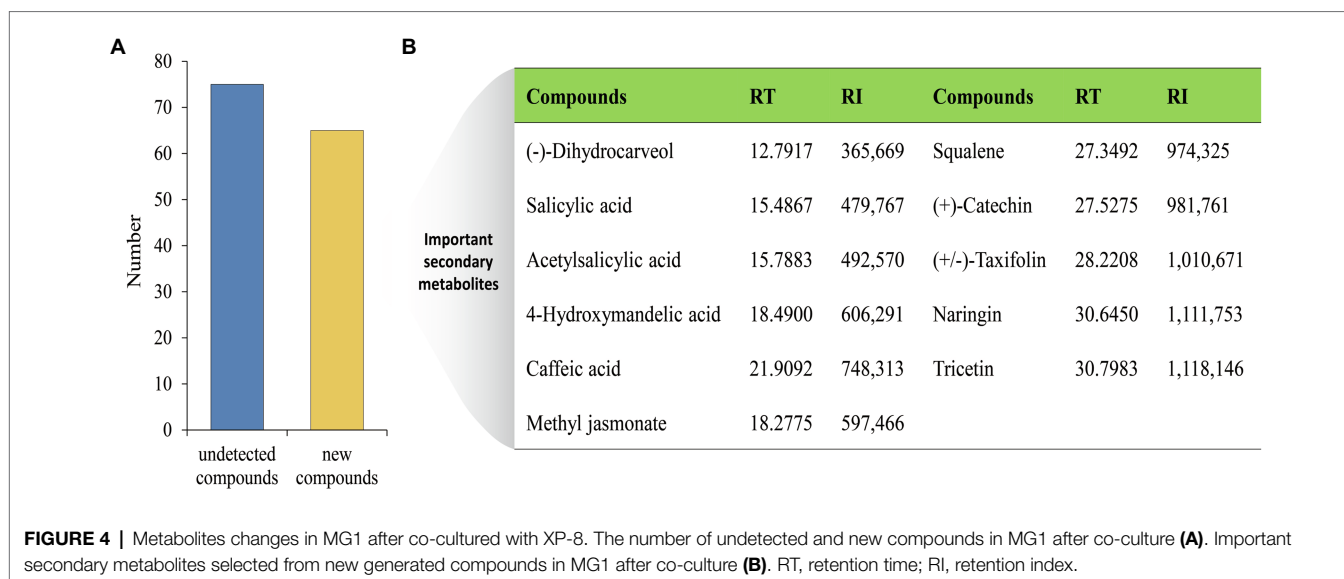 A
80
70
60
50
40
30
20
10
0
Number
undetected
compounds
new
compounds
B
Important
secondary
metabolites
Compounds RT RI Compounds RT RI
(-)-Dihydrocarveol 12.7917 365,669 Squalene 27.3492 974,325
Salicylic acid 15.4867 479,767 (+)-Catechin 27.5275 981,761
Acetylsalicylic acid 15.7883 492,570 (+/-)-Taxifolin 28.2208 1,010,671
4-Hydroxymandelic acid 18.4900 606,291 Naringin 30.6450 1,111,753
Caffeic acid 21.9092 748,313 Tricetin 30.7983 1,118,146
Methyl jasmonate 18.2775 597,466
FIGURE 4 | Metabolites changes in MG1 after co-cultured with XP-8. The number of undetected and new compounds in MG1 after co-culture (A). Important
secondary metabolites selected from new generated compounds in MG1 after co-culture (B). RT, retention time; RI, retention index.